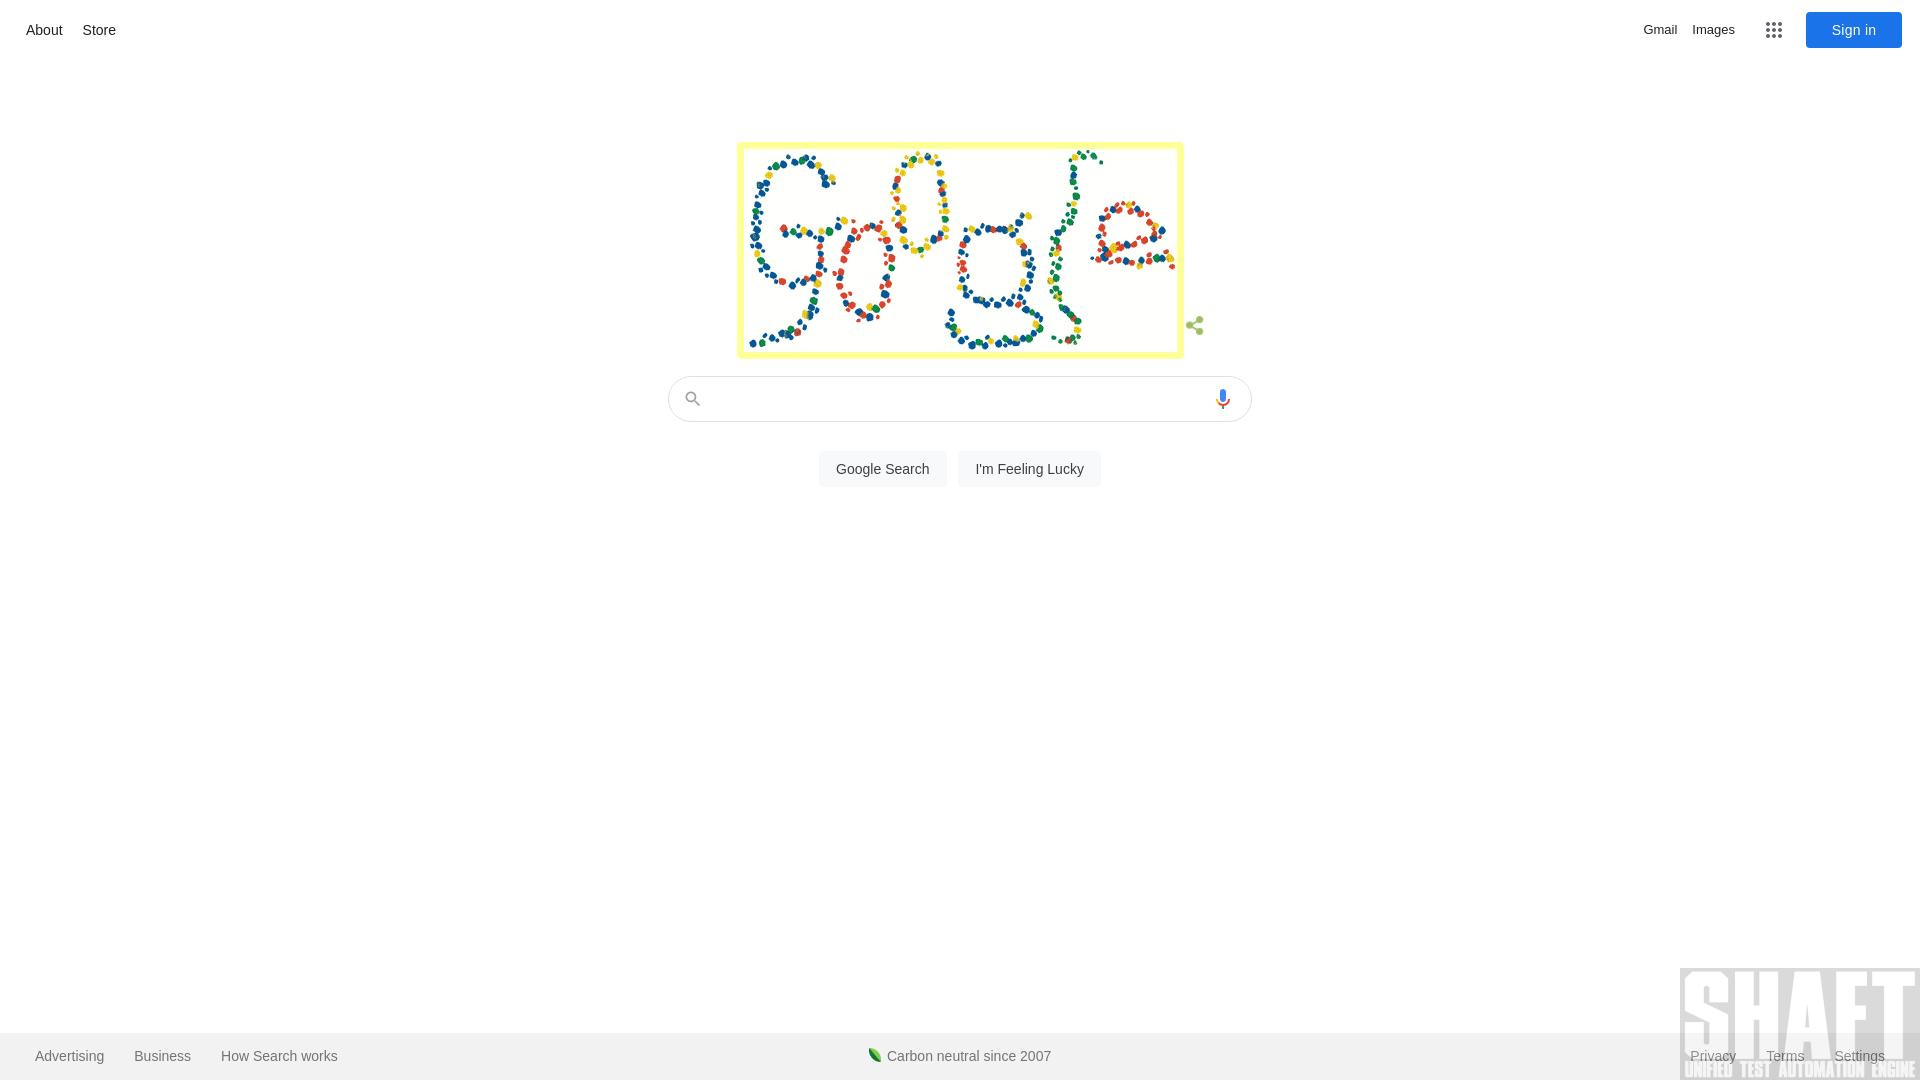 About Store
Gmail Images Sign in
Google
Google Search I'm Feeling Lucky
Advertising Business How Search works
Carbon neutral since 2007
Privacy Terms Settings
SHAFT
UNIFIED TEST AUTOMATION ENGINE